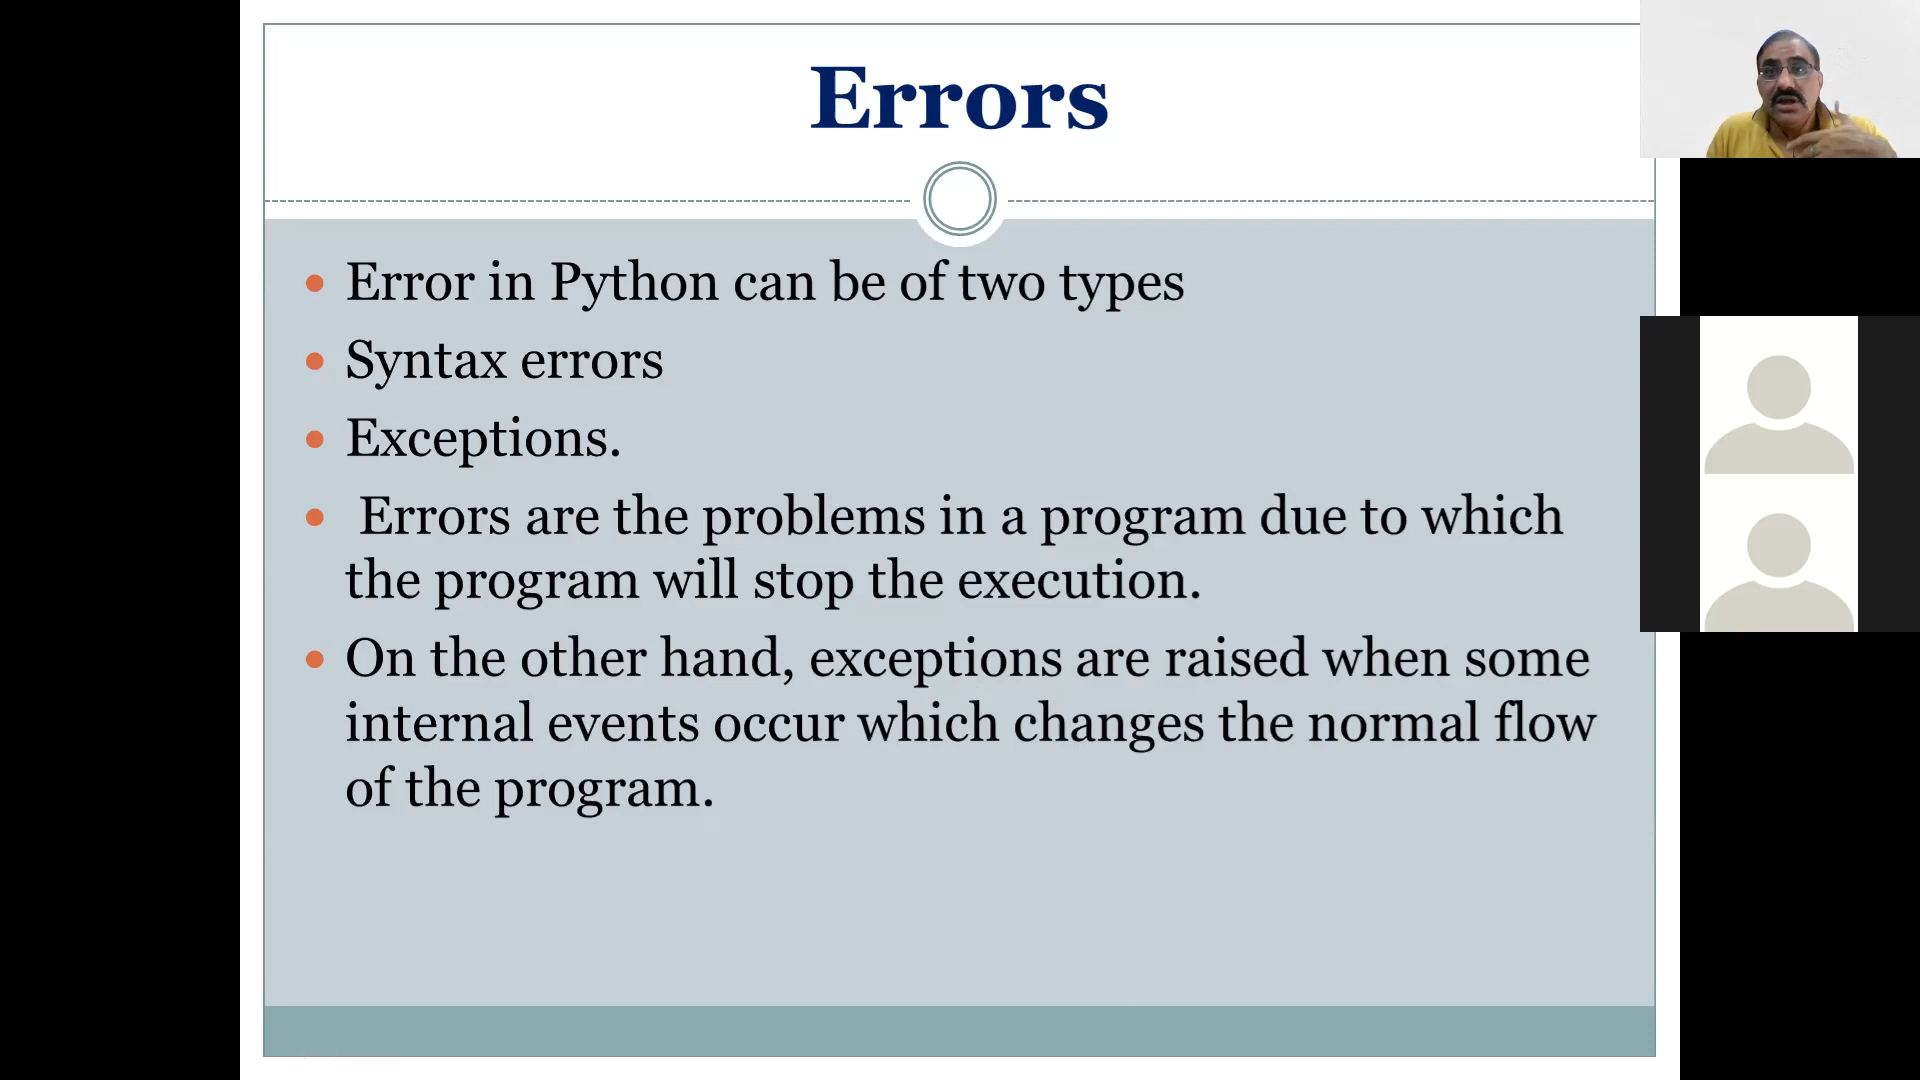 Errors
Error in Python can be of two types
Syntax errors
Exceptions.
Errors are the problems in a program due to which
the program will stop the execution.
On the other hand, exceptions are raised when some
internal events occur which changes the normal flow
of the program.